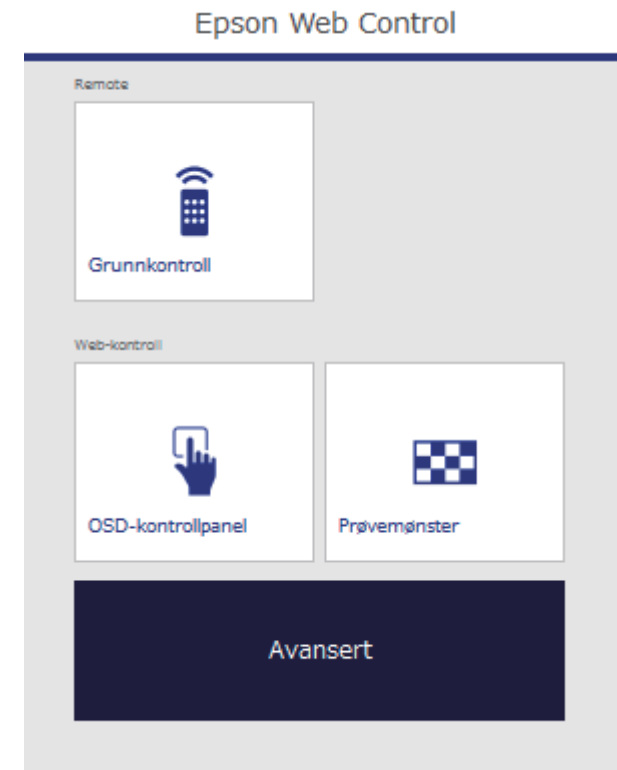 Epson Web Control
Remote
Grunnkontroll
Web-kontroll
OSD-kontrollpanel
Prøvemønster
Avansert